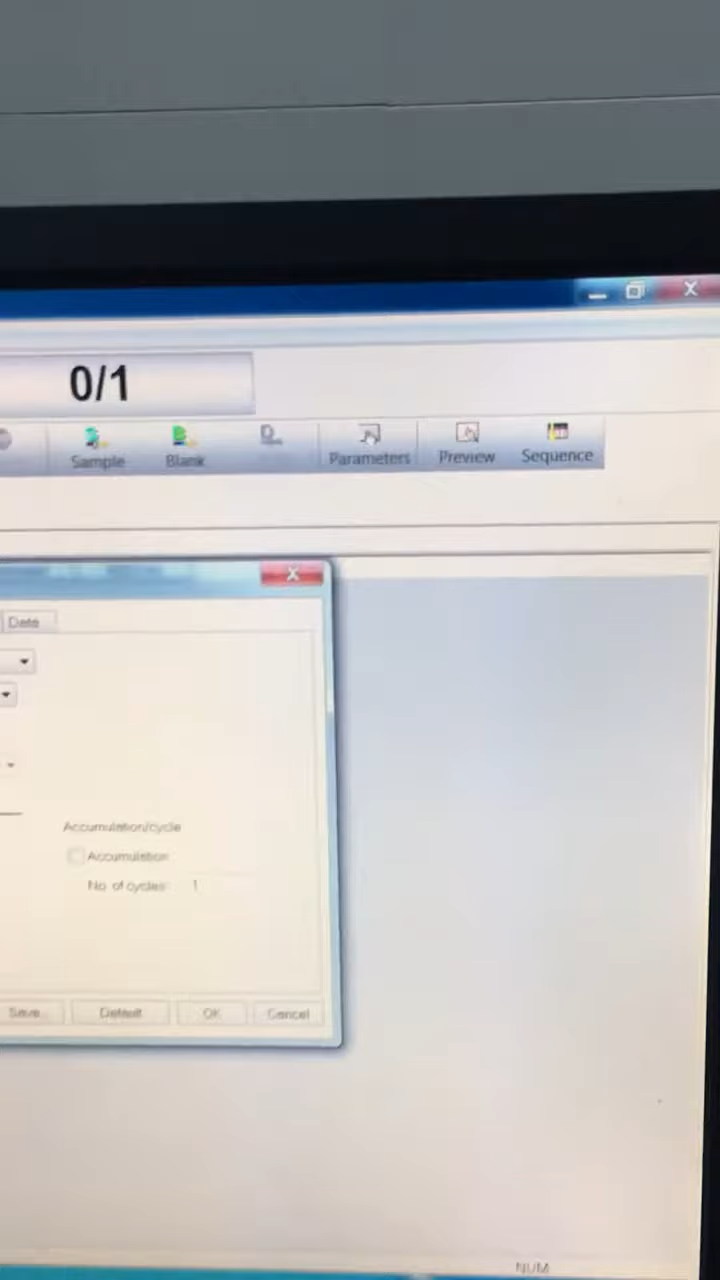 0/1
Sample Blank Parameters Preview Sequence
Data
Accumulation/cycle
Accumulation
No. of cycles: 1
Save... Default OK Cancel
NUM